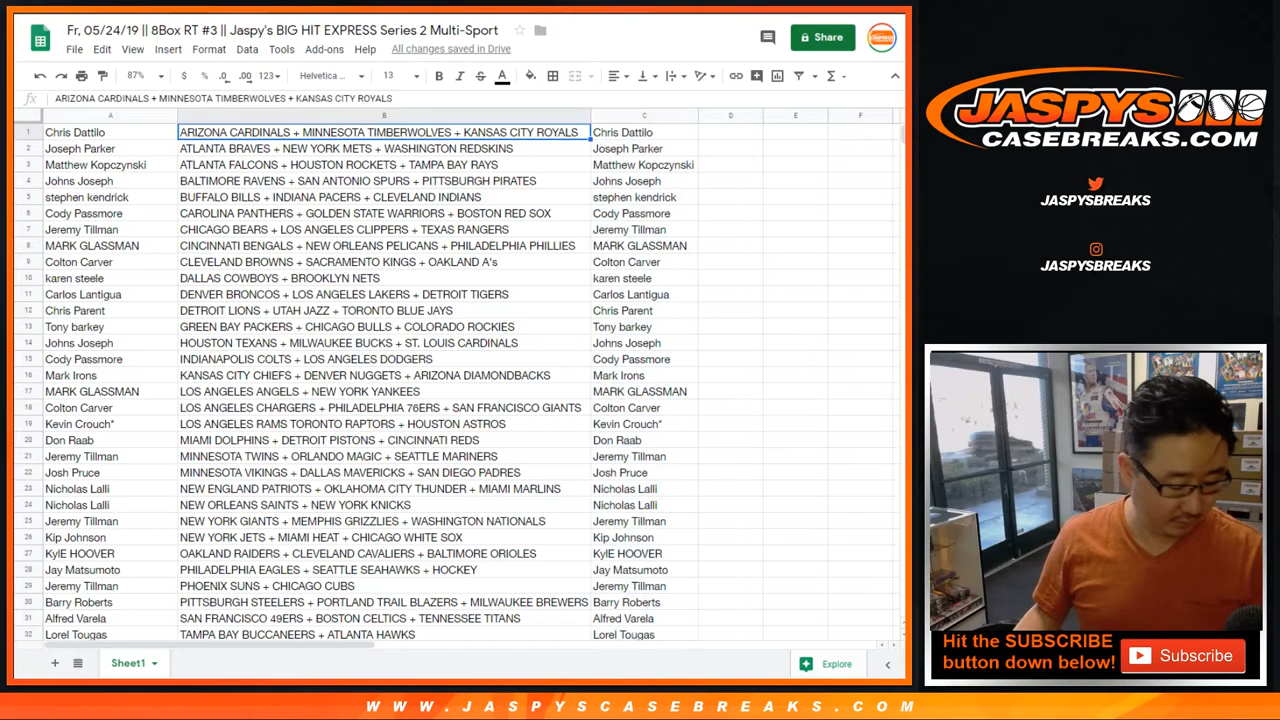 Fr, 05/24/19 || 8Box RT #3 || Jaspy's BIG HIT EXPRESS Series 2 Multi-Sport
File Edit View Insert Format Data Tools Add-ons Help All changes saved in Drive
Share
87% $ % .0 .00 123 Helvetica ... 13 B I S A
fx ARIZONA CARDINALS + MINNESOTA TIMBERWOLVES + KANSAS CITY ROYALS
A B C D E F
1 Chris Dattilo ARIZONA CARDINALS + MINNESOTA TIMBERWOLVES + KANSAS CITY ROYALS Chris Dattilo
2 Joseph Parker ATLANTA BRAVES + NEW YORK METS + WASHINGTON REDSKINS Joseph Parker
3 Matthew Kopczynski ATLANTA FALCONS + HOUSTON ROCKETS + TAMPA BAY RAYS Matthew Kopczynski
4 Johns Joseph BALTIMORE RAVENS + SAN ANTONIO SPURS + PITTSBURGH PIRATES Johns Joseph
5 stephen kendrick BUFFALO BILLS + INDIANA PACERS + CLEVELAND INDIANS stephen kendrick
6 Cody Passmore CAROLINA PANTHERS + GOLDEN STATE WARRIORS + BOSTON RED SOX Cody Passmore
7 Jeremy Tillman CHICAGO BEARS + LOS ANGELES CLIPPERS + TEXAS RANGERS Jeremy Tillman
8 MARK GLASSMAN CINCINNATI BENGALS + NEW ORLEANS PELICANS + PHILADELPHIA PHILLIES MARK GLASSMAN
9 Colton Carver CLEVELAND BROWNS + SACRAMENTO KINGS + OAKLAND A's Colton Carver
10 karen steele DALLAS COWBOYS + BROOKLYN NETS karen steele
11 Carlos Lantigua DENVER BRONCOS + LOS ANGELES LAKERS + DETROIT TIGERS Carlos Lantigua
12 Chris Parent DETROIT LIONS + UTAH JAZZ + TORONTO BLUE JAYS Chris Parent
13 Tony barkey GREEN BAY PACKERS + CHICAGO BULLS + COLORADO ROCKIES Tony barkey
14 Johns Joseph HOUSTON TEXANS + MILWAUKEE BUCKS + ST. LOUIS CARDINALS Johns Joseph
15 Cody Passmore INDIANAPOLIS COLTS + LOS ANGELES DODGERS Cody Passmore
16 Mark Irons KANSAS CITY CHIEFS + DENVER NUGGETS + ARIZONA DIAMONDBACKS Mark Irons
17 MARK GLASSMAN LOS ANGELES ANGELS + NEW YORK YANKEES MARK GLASSMAN
18 Colton Carver LOS ANGELES CHARGERS + PHILADELPHIA 76ERS + SAN FRANCISCO GIANTS Colton Carver
19 Kevin Crouch* LOS ANGELES RAMS TORONTO RAPTORS + HOUSTON ASTROS Kevin Crouch*
20 Don Raab MIAMI DOLPHINS + DETROIT PISTONS + CINCINNATI REDS Don Raab
21 Jeremy Tillman MINNESOTA TWINS + ORLANDO MAGIC + SEATTLE MARINERS Jeremy Tillman
22 Josh Pruce MINNESOTA VIKINGS + DALLAS MAVERICKS + SAN DIEGO PADRES Josh Pruce
23 Nicholas Lalli NEW ENGLAND PATRIOTS + OKLAHOMA CITY THUNDER + MIAMI MARLINS Nicholas Lalli
24 Nicholas Lalli NEW ORLEANS SAINTS + NEW YORK KNICKS Nicholas Lalli
25 Jeremy Tillman NEW YORK GIANTS + MEMPHIS GRIZZLIES + WASHINGTON NATIONALS Jeremy Tillman
26 Kip Johnson NEW YORK JETS + MIAMI HEAT + CHICAGO WHITE SOX Kip Johnson
27 KylE HOOVER OAKLAND RAIDERS + CLEVELAND CAVALIERS + BALTIMORE ORIOLES KylE HOOVER
28 Jay Matsumoto PHILADELPHIA EAGLES + SEATTLE SEAHAWKS + HOCKEY Jay Matsumoto
29 Jeremy Tillman PHOENIX SUNS + CHICAGO CUBS Jeremy Tillman
30 Barry Roberts PITTSBURGH STEELERS + PORTLAND TRAIL BLAZERS + MILWAUKEE BREWERS Barry Roberts
31 Alfred Varela SAN FRANCISCO 49ERS + BOSTON CELTICS + TENNESSEE TITANS Alfred Varela
32 Lorel Tougas TAMPA BAY BUCCANEERS + ATLANTA HAWKS Lorel Tougas
Sheet1 Explore
JASPYS
CASEBREAKS.COM
JASPYSBREAKS
JASPYSBREAKS
Hit the SUBSCRIBE
button down below!
Subscribe
WWW.JASPYSCASEBREAKS.COM